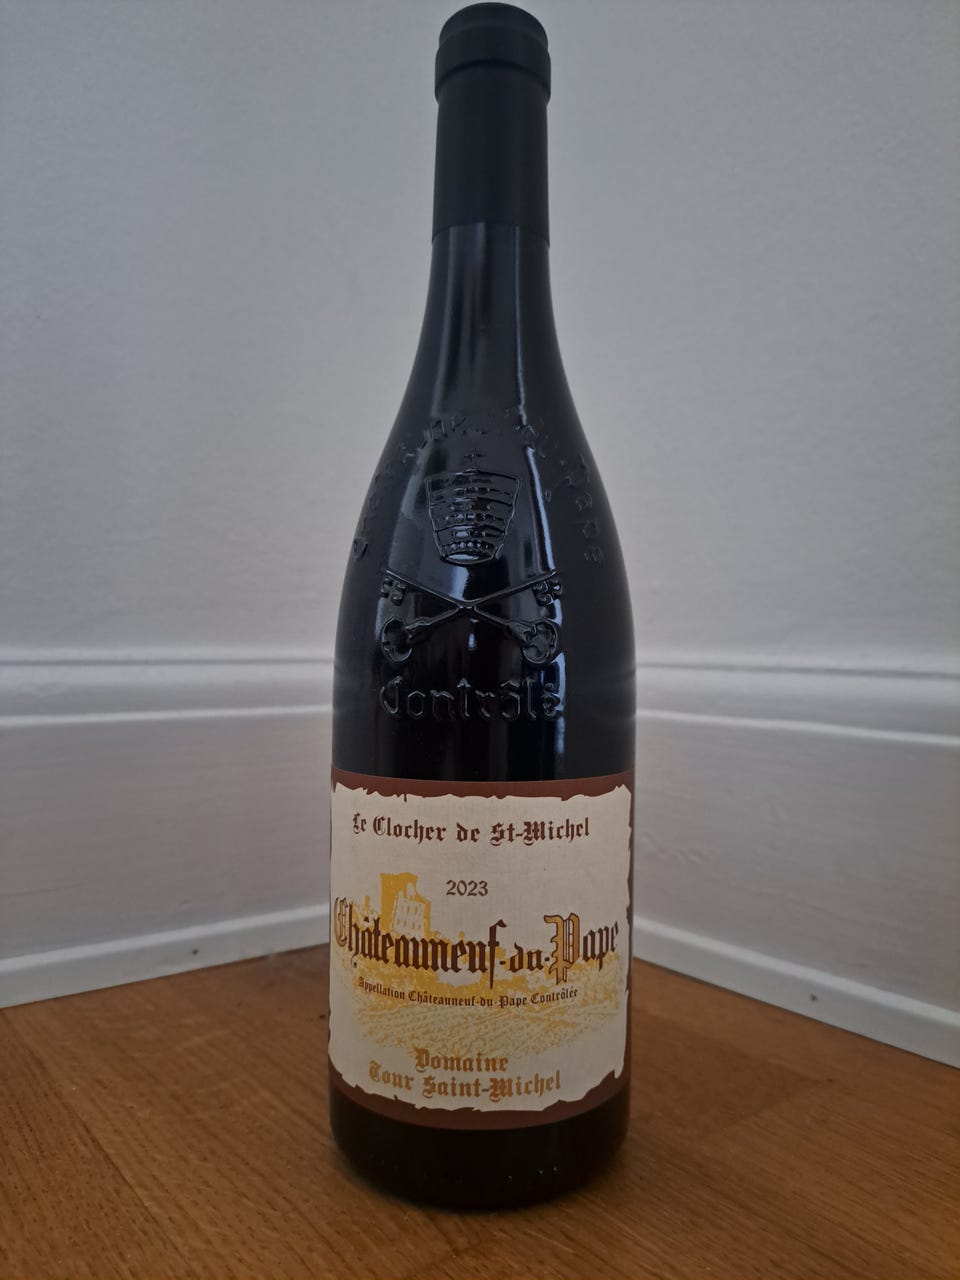 Contrôlé
Le Clocher de St-Michel
2023
Châteauneuf-du-Pape
Appellation Châteauneuf-du-Pape Contrôlée
Domaine
Tour Saint-Michel